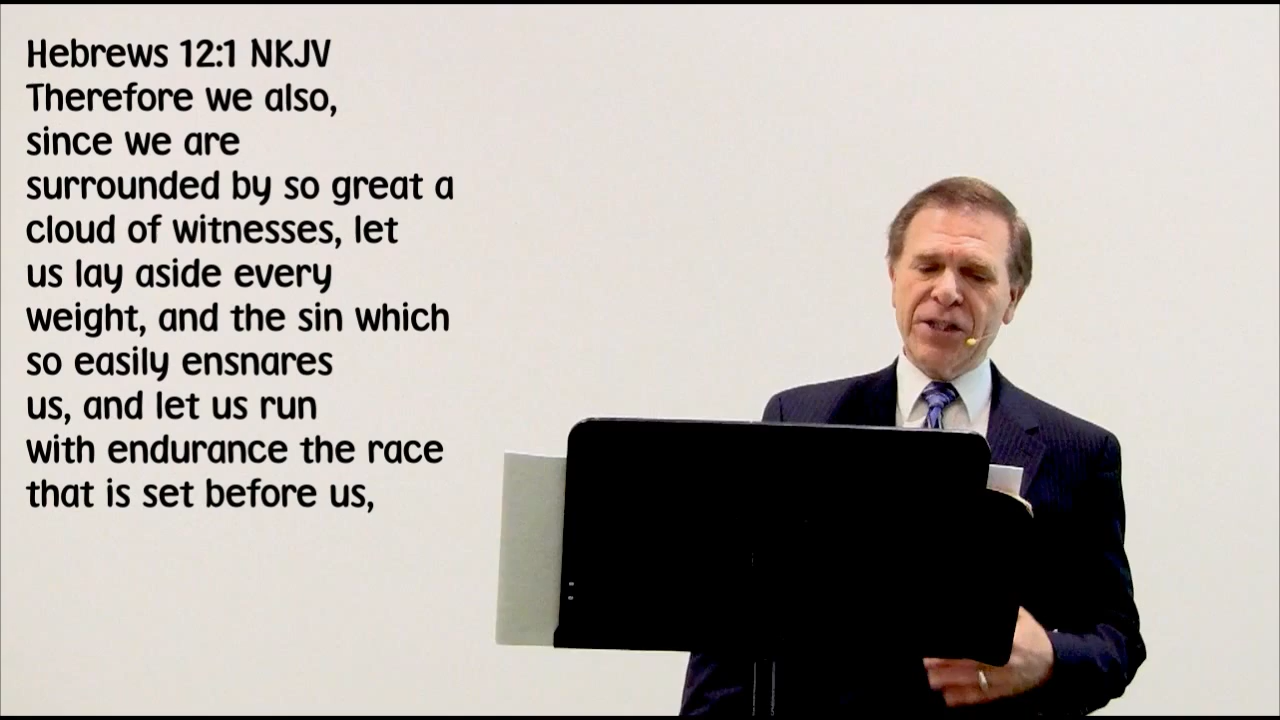 Hebrews 12:1 NKJV
Therefore we also,
since we are
surrounded by so great a
cloud of witnesses, let
us lay aside every
weight, and the sin which
so easily ensnares
us, and let us run
with endurance the race
that is set before us,